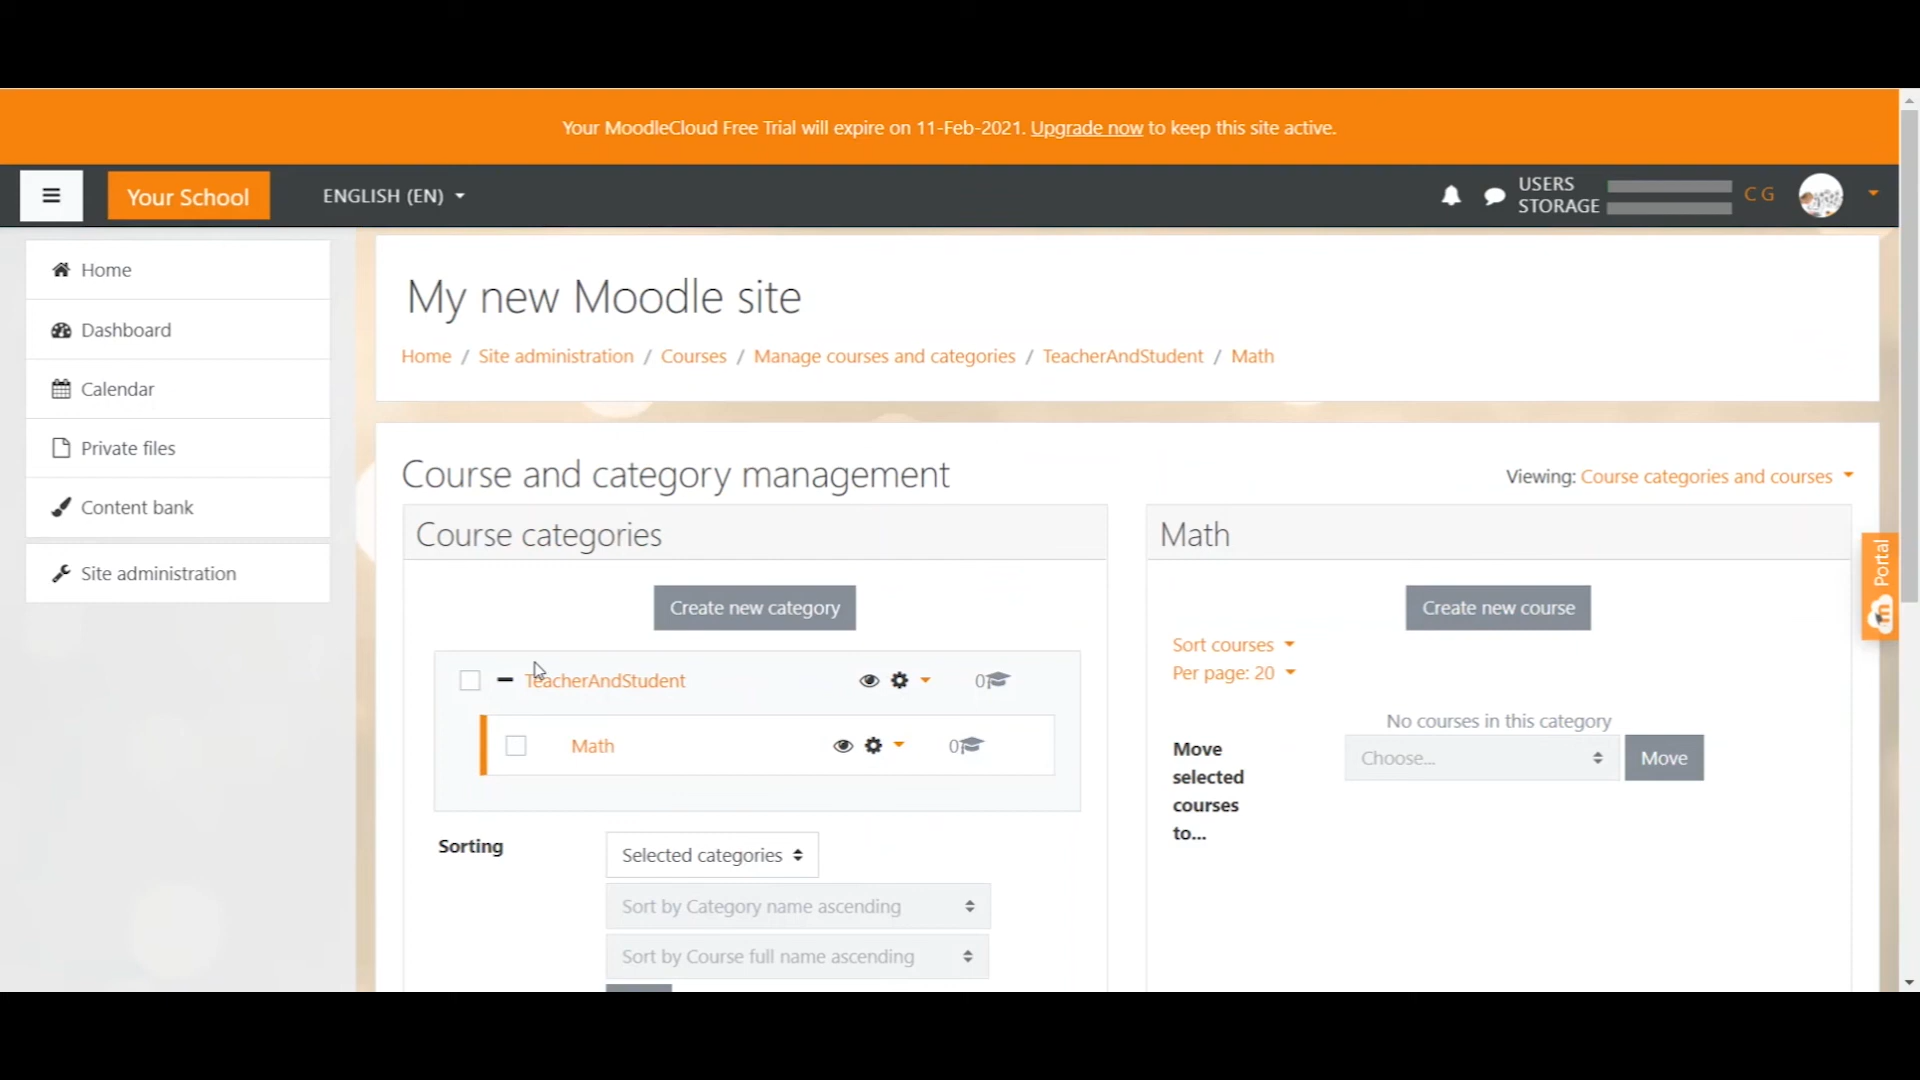 Your MoodleCloud Free Trial will expire on 11-Feb-2021. Upgrade now to keep this site active.
Your School
ENGLISH (EN)
USERS
STORAGE
C G
Home
Dashboard
Calendar
Private files
Content bank
Site administration
My new Moodle site
Home / Site administration / Courses / Manage courses and categories / TeacherAndStudent / Math
Course and category management
Viewing: Course categories and courses
Course categories
Create new category
TeacherAndStudent
0
Math
0
Sorting
Selected categories
Sort by Category name ascending
Sort by Course full name ascending
Math
Create new course
Sort courses
Per page: 20
No courses in this category
Move
selected
courses
to...
Choose...
Move
Portal